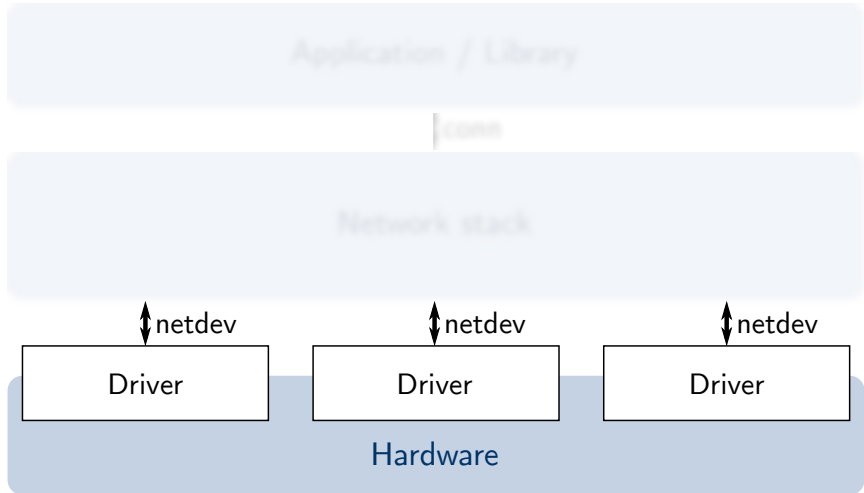 Application / Library
conn
Network stack
netdev netdev netdev
Driver Driver Driver
Hardware